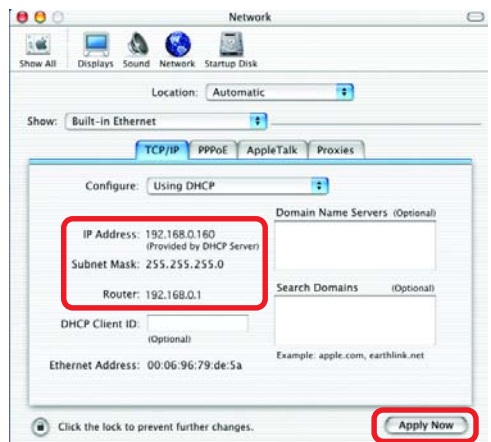 Network
Show All Displays Sound Network Startup Disk
Location: Automatic
Show: Built-in Ethernet
TCP/IP PPPoE AppleTalk Proxies
Configure: Using DHCP
Domain Name Servers (Optional)
IP Address: 192.168.0.160
(Provided by DHCP Server)
Subnet Mask: 255.255.255.0
Router: 192.168.0.1
Search Domains (Optional)
DHCP Client ID:
(Optional)
Example: apple.com, earthlink.net
Ethernet Address: 00:06:96:79:de:5a
Click the lock to prevent further changes.
Apply Now